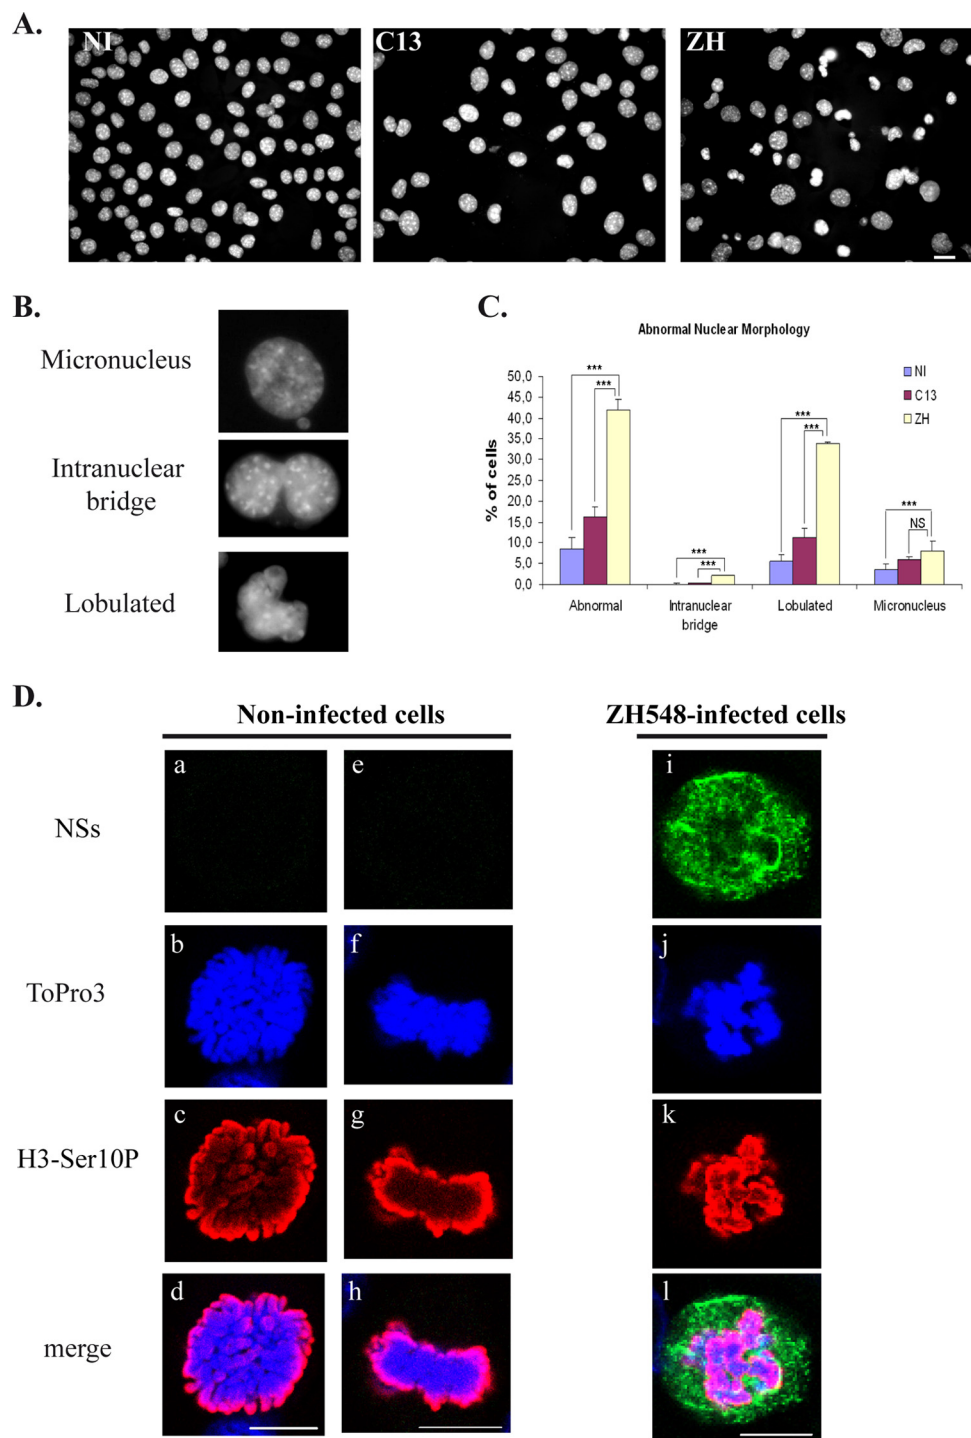 A.
NI
C13
ZH
B.
Micronucleus
Intranuclear
bridge
Lobulated
C.
Abnormal Nuclear Morphology
% of cells
50,0
45,0
40,0
35,0
30,0
25,0
20,0
15,0
10,0
5,0
0,0
***
***
***
***
***
***
***
NS
NI
C13
ZH
Abnormal
Intranuclear
bridge
Lobulated
Micronucleus
D.
Non-infected cells
ZH548-infected cells
NSs
a
e
i
ToPro3
b
f
j
H3-Ser10P
c
g
k
merge
d
h
l